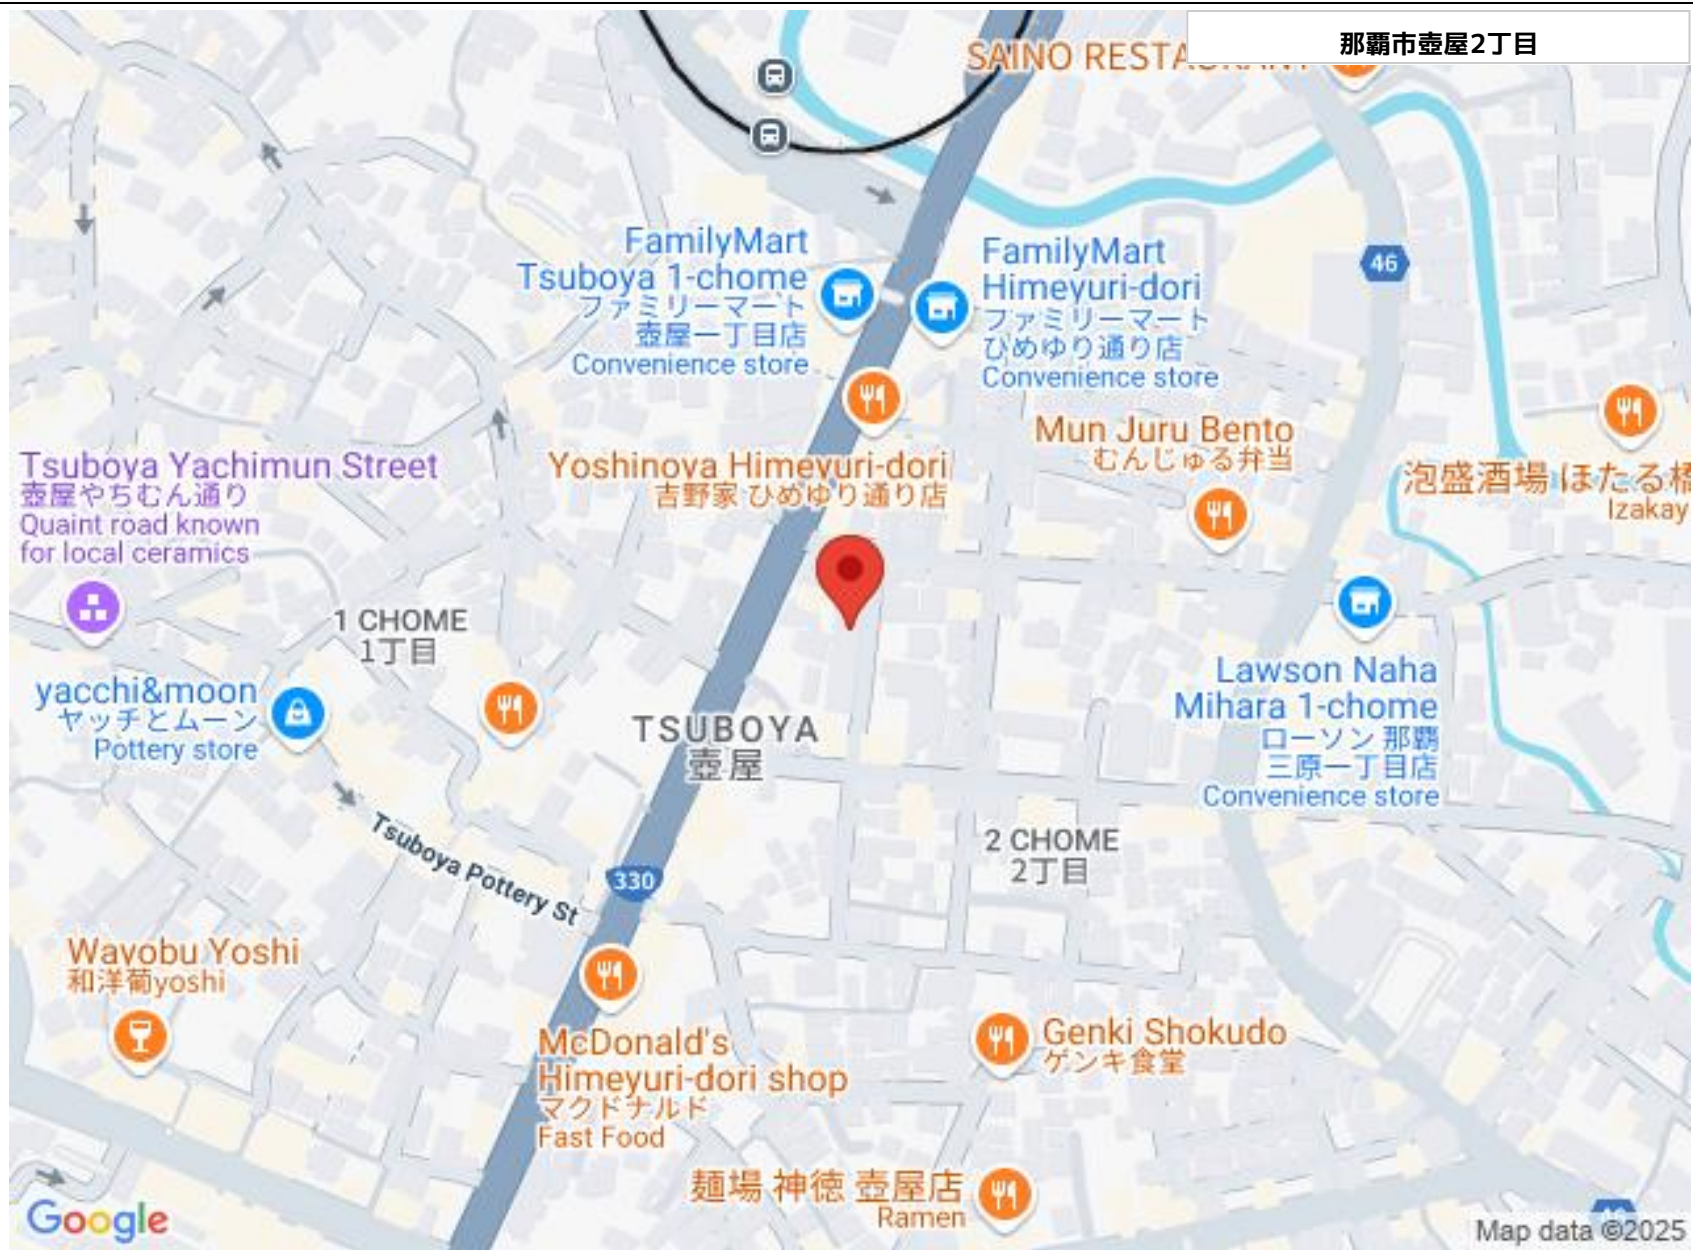 那覇市壺屋2丁目
SAINO RESTAURANT
FamilyMart
Tsuboya 1-chome
ファミリーマート
壺屋一丁目店
Convenience store
FamilyMart
Himeyuri-dori
ファミリーマート
ひめゆり通り店
Convenience store
46
Mun Juru Bento
むんじゅる弁当
Tsuboya Yachimun Street
壺屋やちむん通り
Quaint road known
for local ceramics
Yoshinoya Himeyuri-dori
吉野家 ひめゆり通り店
泡盛酒場 ほたる橋
Izakay
1 CHOME
1丁目
yacchi&moon
ヤッチとムーン
Pottery store
TSUBOYA
壺屋
Lawson Naha
Mihara 1-chome
ローソン 那覇
三原一丁目店
Convenience store
Tsuboya Pottery St
330
2 CHOME
2丁目
Wayobu Yoshi
和洋葡yoshi
McDonald's
Himeyuri-dori shop
マクドナルド
Fast Food
Genki Shokudo
ゲンキ食堂
麺場 神徳 壺屋店
Ramen
Google
Map data ©2025